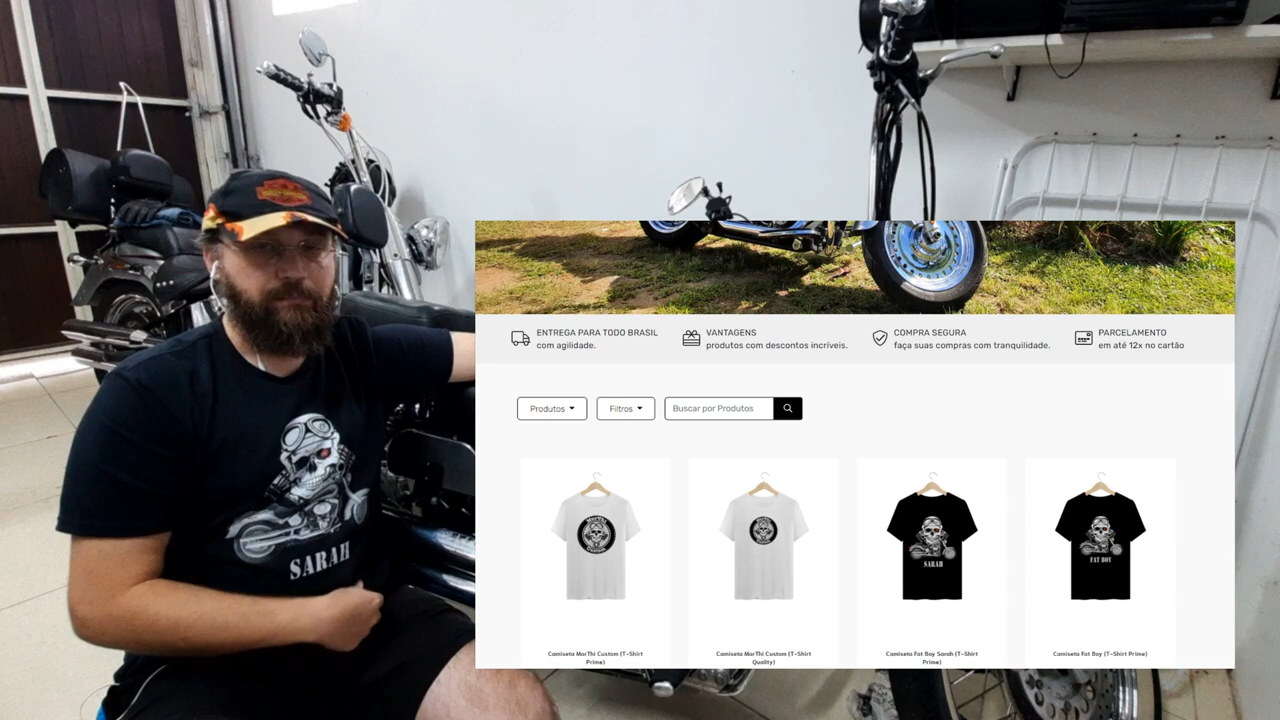 SARAH
ENTREGA PARA TODO BRASIL
com agilidade.
VANTAGENS
produtos com descontos incríveis.
COMPRA SEGURA
faça suas compras com tranquilidade.
PARCELAMENTO
em até 12x no cartão
Produtos
Filtros
Buscar por Produtos
SARAH
FAT BOY
Camiseta MorThi Custom (T-Shirt
Prime)
Camiseta MorThi Custom (T-Shirt
Quality)
Camiseta Fat Boy Sarah (T-Shirt
Prime)
Camiseta Fat Boy (T-Shirt Prime)